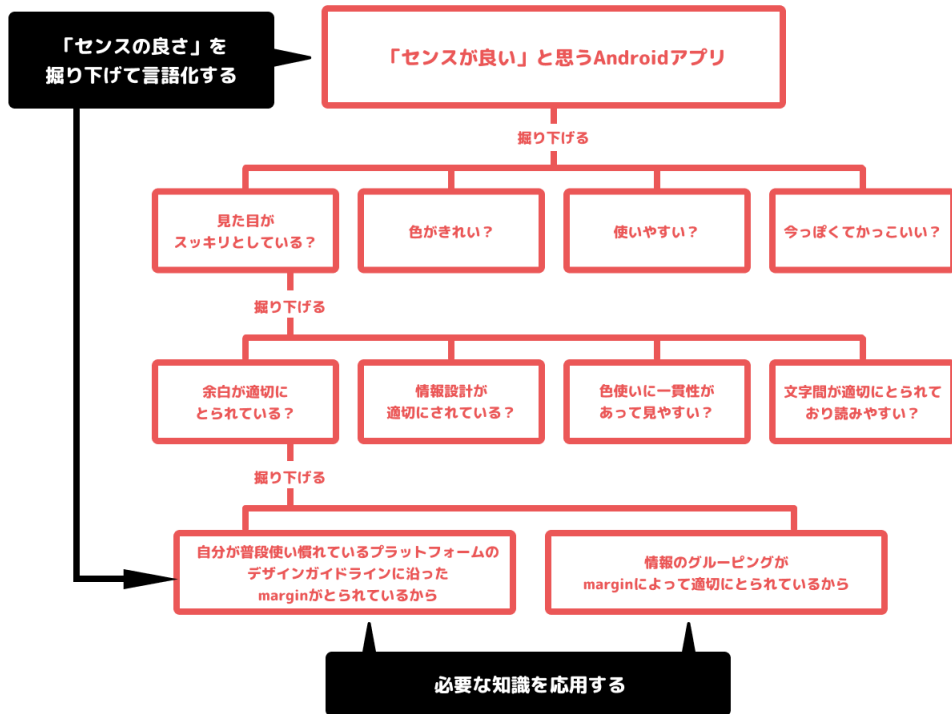 「センスの良さ」を
掘り下げて言語化する
「センスが良い」と思うAndroidアプリ
掘り下げる
見た目が
スッキリとしている？
色がきれい？
使いやすい？
今っぽくてかっこいい？
掘り下げる
余白が適切に
とられている？
情報設計が
適切にされている？
色使いに一貫性が
あって見やすい？
文字間が適切にとられて
おり読みやすい？
掘り下げる
自分が普段使い慣れているプラットフォームの
デザインガイドラインに沿った
marginがとられているから
情報のグルーピングが
marginによって適切にとられているから
必要な知識を応用する